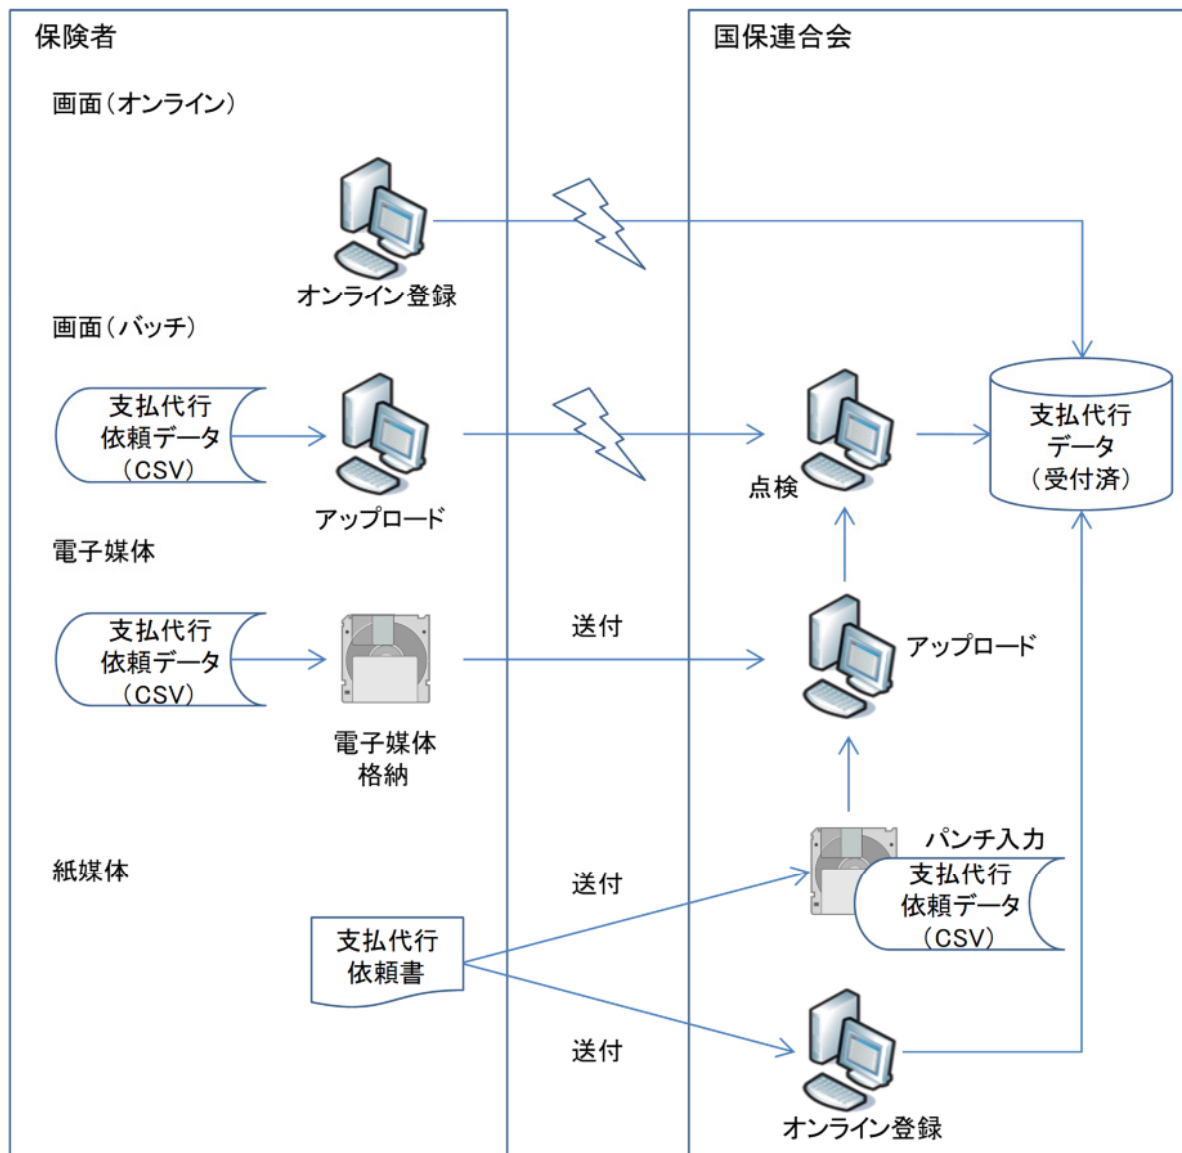 保険者
国保連合会
画面(オンライン)
オンライン登録
画面(バッチ)
支払代行
依頼データ
(CSV)
アップロード
点検
支払代行
データ
(受付済)
電子媒体
支払代行
依頼データ
(CSV)
電子媒体
格納
送付
アップロード
紙媒体
支払代行
依頼書
送付
パンチ入力
支払代行
依頼データ
(CSV)
送付
オンライン登録